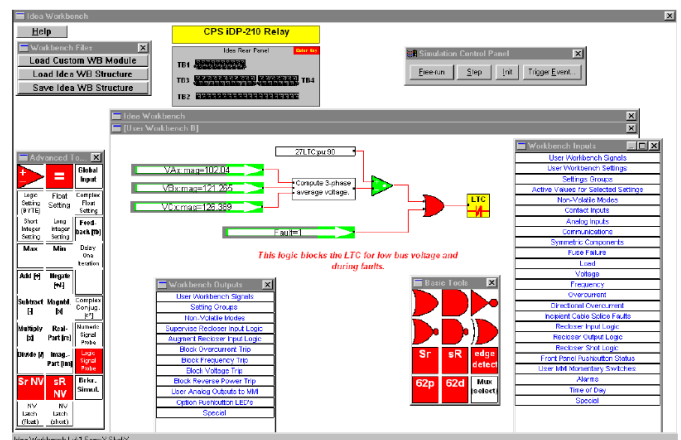 Idea Workbench
Help
Workbench Files
Load Custom WB Module
Load Idea WB Structure
Save Idea WB Structure
CPS iDP-210 Relay
Idea Rear Panel
TB1
TB3
TB4
TB2
Simulation Control Panel
Free-run
Step
Init
Trigger Event...
Idea Workbench
[User Workbench B]
27LTC:pu 90
VAx: mag=102.04
VBx: mag=121.265
VCx: mag=126.389
Compute 3-phase
average voltage.
Fault=1
LTC
This logic blocks the LTC for low bus voltage and
during faults.
Advanced To...
Global
Input
Logic
Setting
(BYTE)
Float
Setting
Complex
Float
Setting
Short
Integer
Setting
Long
Integer
Setting
Feed-
back [fb]
Max
Min
Delay
One
Iteration
Add [+]
Negate
Subtract
[-]
Magntd
Complex
Conjug.
Multiply
[x]
Real-
Part [re]
Numeric
Signal
Probe
Divide [/]
Imag.-
Part [im]
Logic
Signal
Probe
Sr NV
sR
NV
Brkr.
Simul.
NV
Latch
(float)
NV
Latch
(short)
Workbench Outputs
User Workbench Signals
Setting Groups
Non-Volatile Modes
Supervise Recloser Input Logic
Augment Recloser Input Logic
Block Overcurrent Trip
Block Frequency Trip
Block Voltage Trip
Block Reverse Power Trip
User Analog Outputs to MMI
Option Pushbutton LED's
Special
Basic Tools
Sr
sR
edge
detect
62p
62d
Mux
(select)
Workbench Inputs
User Workbench Signals
User Workbench Settings
Settings Groups
Active Values for Selected Settings
Non-Volatile Modes
Contact Inputs
Analog Inputs
Communications
Symmetric Components
Fuse Failure
Load
Voltage
Frequency
Overcurrent
Directional Overcurrent
Incipient Cable Splice Faults
Recloser Input Logic
Recloser Output Logic
Recloser Shot Logic
Front Panel Pushbutton Status
User MMI Momentary Switches
Alarms
Time of Day
Special